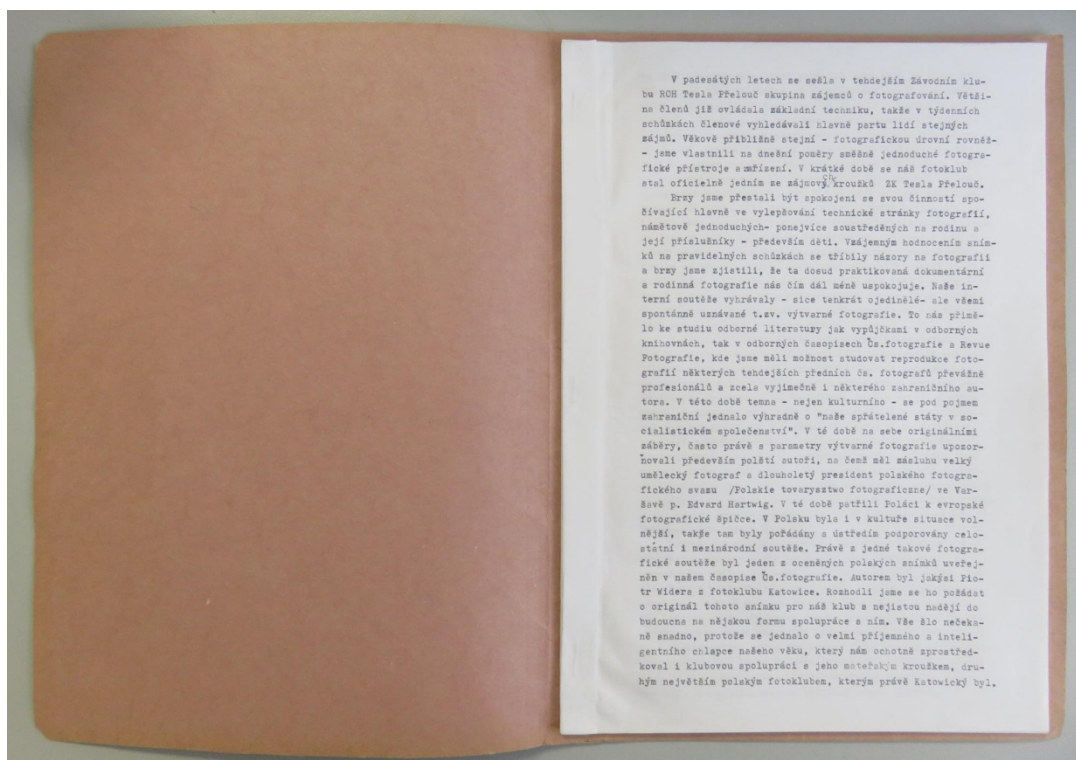 V padesátých letech se sešla v tehdejším Závodním klu-
bu ROH Tesla Přelouč skupina zájemců o fotografování. Větši-
na členů již ovládala základní techniku, takže v týdenních
schůzkách členové vyhledávali hlavně partu lidí stejných
zájmů. Věkově přibližně stejní - fotografickou úrovní rovněž-
- jsme vlastnili na dnešní poměry směšně jednoduché fotogra-
fické přístroje a zařízení. V krátké době se náš fotoklub
stal oficielně jedním ze zájmových kroužků ZK Tesla Přelouč.
Brzy jsme přestali být spokojeni se svou činností spo-
čívající hlavně ve vylepšování technické stránky fotografií,
námětově jednoduchých- ponejvíce soustředěných na rodinu a
její příslušníky - především děti. Vzájemným hodnocením sním-
ků na pravidelných schůzkách se tříbily názory na fotografii
a brzy jsme zjistili, že ta dosud praktikovaná dokumentární
a rodinná fotografie nás čím dál méně uspokojuje. Naše in-
terní soutěže vyhrávaly - sice tenkrát ojedinělé- ale všemi
spontánně uznávané t.zv. výtvarné fotografie. To nás přimě-
lo ke studiu odborné literatury jak vypůjčkami v odborných
knihovnách, tak v odborných časopisech Čs.fotografie a Revue
Fotografie, kde jsme měli možnost studovat reprodukce foto-
grafií některých tehdejších předních čs. fotografů převážně
profesionálů a zcela vyjímečně i některého zahraničního au-
tora. V této době temna - nejen kulturního - se pod pojmem
zahraniční jednalo výhradně o "naše spřátelené státy v so-
cialistickém společenství". V té době na sebe originálními
záběry, často právě s parametry výtvarné fotografie upozor-
ňovali především polští autoři, na čemž měl zásluhu velký
umělecký fotograf a dlouholetý president polského fotogra-
fického svazu /Polskie tovarysztwo fotograficzne/ ve Var-
šavě p. Edvard Hartwig. V té době patřili Poláci k evropské
fotografické špičce. V Polsku byla i v kultuře situace vol-
nější, takže tam byly pořádány a ústředím podporovány celo-
státní i mezinárodní soutěže. Právě z jedné takové fotogra-
fické soutěže byl jeden z oceněných polských snímků uveřej-
něn v našem časopise Čs.fotografie. Autorem byl jakýsi Pio-
tr Widera z fotoklubu Katowice. Rozhodli jsme se ho požádat
o originál tohoto snímku pro náš klub s nejistou nadějí do
budoucna na nějakou formu spolupráce s ním. Vše šlo nečeka-
ně snadno, protože se jednalo o velmi příjemného a inteli-
gentního chlapce našeho věku, který nám ochotně zprostřed-
koval i klubovou spolupráci s jeho mateřským kroužkem, dru-
hým největším polským fotoklubem, kterým právě Katowický byl.